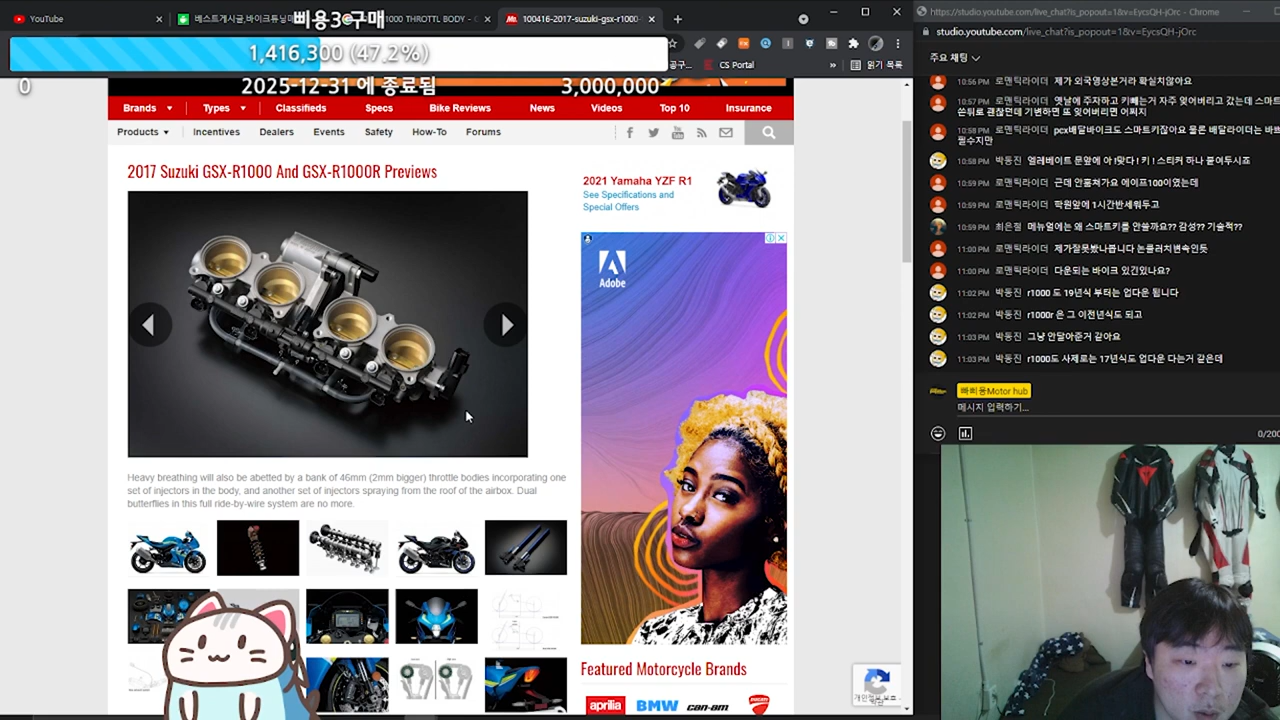 YouTube
베스트게시글,바이크튜닝매
삐용3G구매
1000 THROTTL BODY - G
100416-2017-suzuki-gsx-r1000-
1,416,300 (47.2%)
공구...
CS Portal
읽기 목록
0
2025-12-31 에 종료됨
3,000,000
Brands
Types
Classifieds
Specs
Bike Reviews
News
Videos
Top 10
Insurance
Products
Incentives
Dealers
Events
Safety
How-To
Forums
2017 Suzuki GSX-R1000 And GSX-R1000R Previews
2021 Yamaha YZF R1
See Specifications and
Special Offers
Adobe
Heavy breathing will also be abetted by a bank of 46mm (2mm bigger) throttle bodies incorporating one
set of injectors in the body, and another set of injectors spraying from the roof of the airbox. Dual
butterflies in this full ride-by-wire system are no more.
Featured Motorcycle Brands
aprilia
BMW
can-am
DUCATI
https://studio.youtube.com/live_chat?is_popout=1&v=EycsQH-jOrc - Chrome
studio.youtube.com/live_chat?is_popout=1&v=EycsQH-jOrc
주요 채팅
10:56 PM 로맨틱라이더 제가 외국영상본거라 확실치않아요
10:57 PM 로맨틱라이더 옛날에 주차하고 키빼는거 자주 잊어버리고 갔는데 스마트
쓴뒤로 괜찮던데 기변하면 또 잊어버리면 어쩌지
10:58 PM 로맨틱라이더 pcx배달바이크도 스마트키잖아요 물론 배달라이더는 바쁘
필수지만
10:58 PM 박동진 얼레베이트 문앞에 아!맞다 ! 키 ! 스티커 하나 붙여두시죠
10:59 PM 로맨틱라이더 근데 안훔쳐가요 에이프100이였는데
10:59 PM 로맨틱라이더 학원앞에 1시간반세워두고
10:59 PM 최은철 메뉴얼에는 왜 스마트키를 안쓸까요?? 감성!? 기술적??
11:00 PM 로맨틱라이더 제가잘못봤나봅니다 논클러치변속인듯
11:00 PM 로맨틱라이더 다운되는 바이크 있긴있나요?
11:02 PM 박동진 r1000 도 19년식 부터는 업다운 됩니다
11:02 PM 박동진 r1000r 은 그 이전년식도 되고
11:03 PM 박동진 그냥 안달아준거 같아요
11:03 PM 박동진 r1000도 사제로는 17년식도 업다운 다는거 같은데
빠삐용Motor hub
메시지 입력하기...
0/200